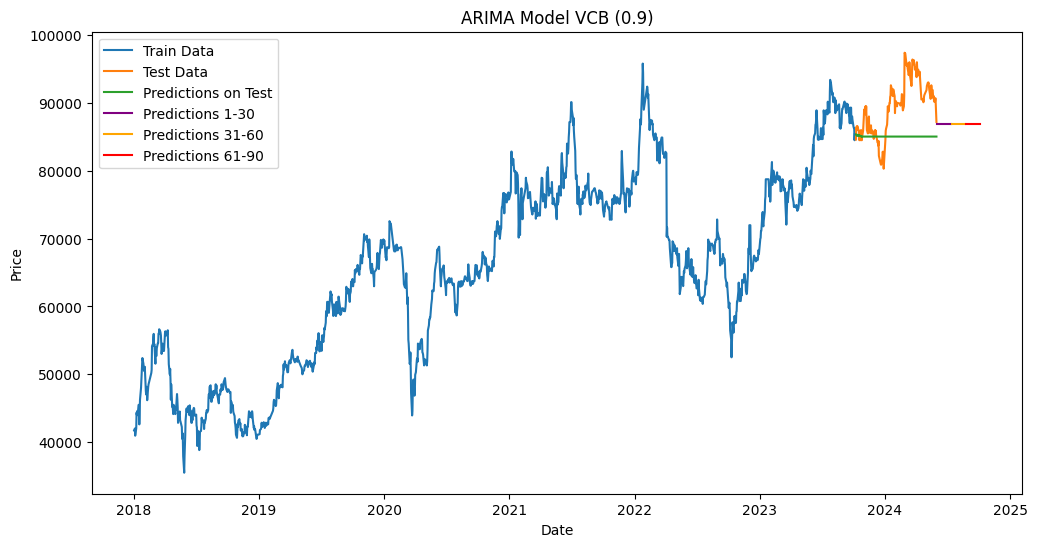 ARIMA Model VCB (0.9)
Train Data
Test Data
Predictions on Test
Predictions 1-30
Predictions 31-60
Predictions 61-90
Price
100000
90000
80000
70000
60000
50000
40000
2018 2019 2020 2021 2022 2023 2024 2025
Date